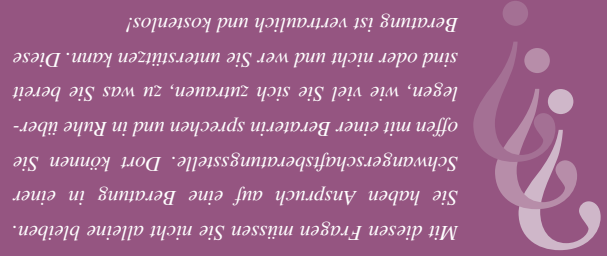 Mit diesen Fragen müssen Sie nicht alleine bleiben.
Sie haben Anspruch auf eine Beratung in einer
Schwangerschaftsberatungsstelle. Dort können Sie
offen mit einer Beraterin sprechen und in Ruhe über-
legen, wie viel Sie sich zutrauen, zu was Sie bereit
sind oder nicht und wer Sie unterstützen kann. Diese
Beratung ist vertraulich und kostenlos!